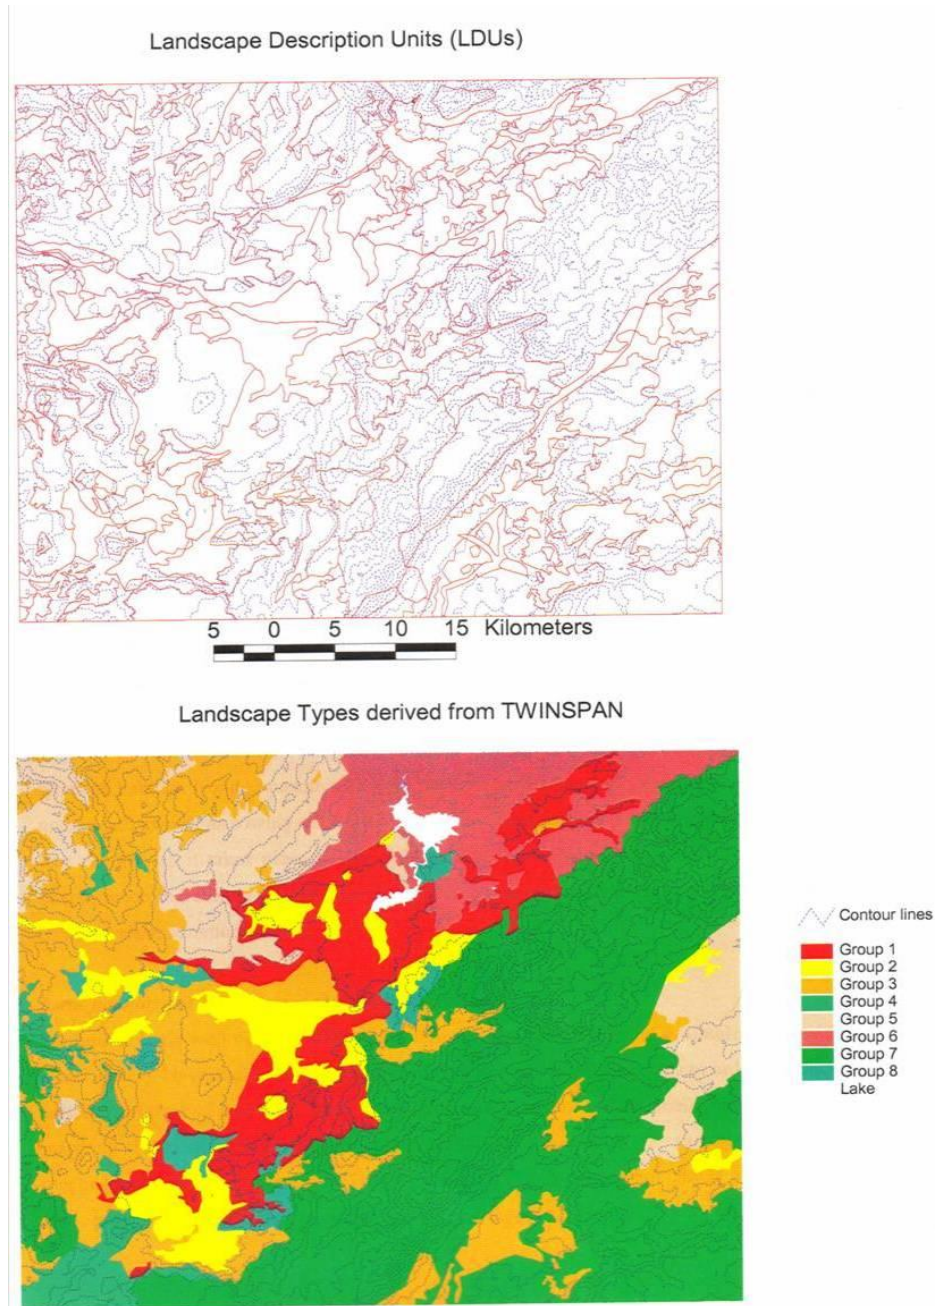 Landscape Description Units (LDUs)
5 0 5 10 15 Kilometers
Landscape Types derived from TWINSPAN
Contour lines
Group 1
Group 2
Group 3
Group 4
Group 5
Group 6
Group 7
Group 8
Lake